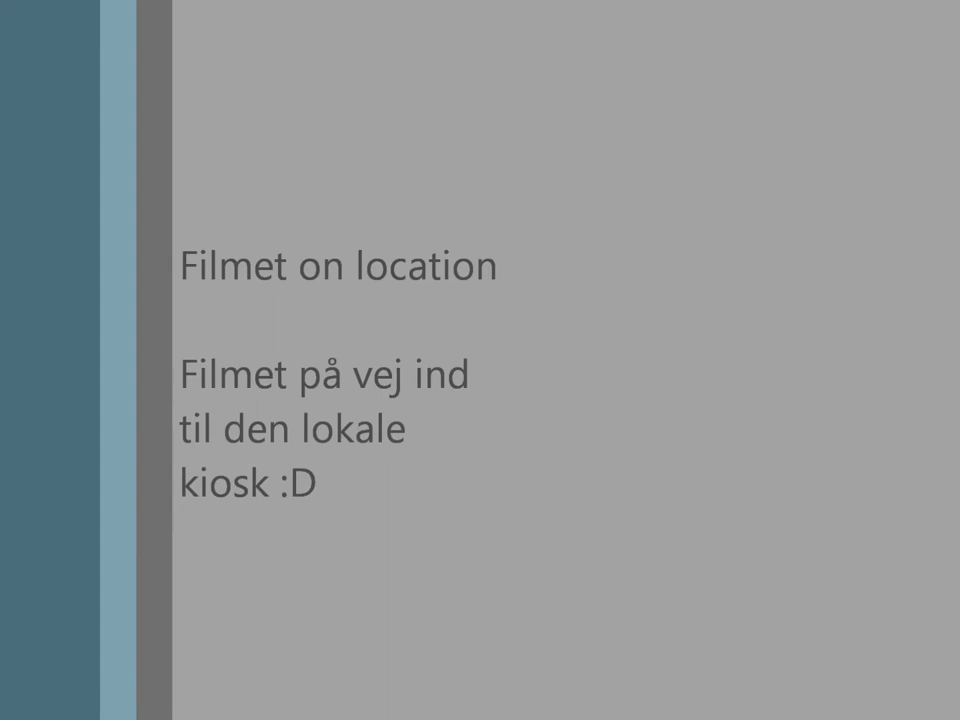 Filmet on location
Filmet på vej ind
til den lokale
kiosk :D